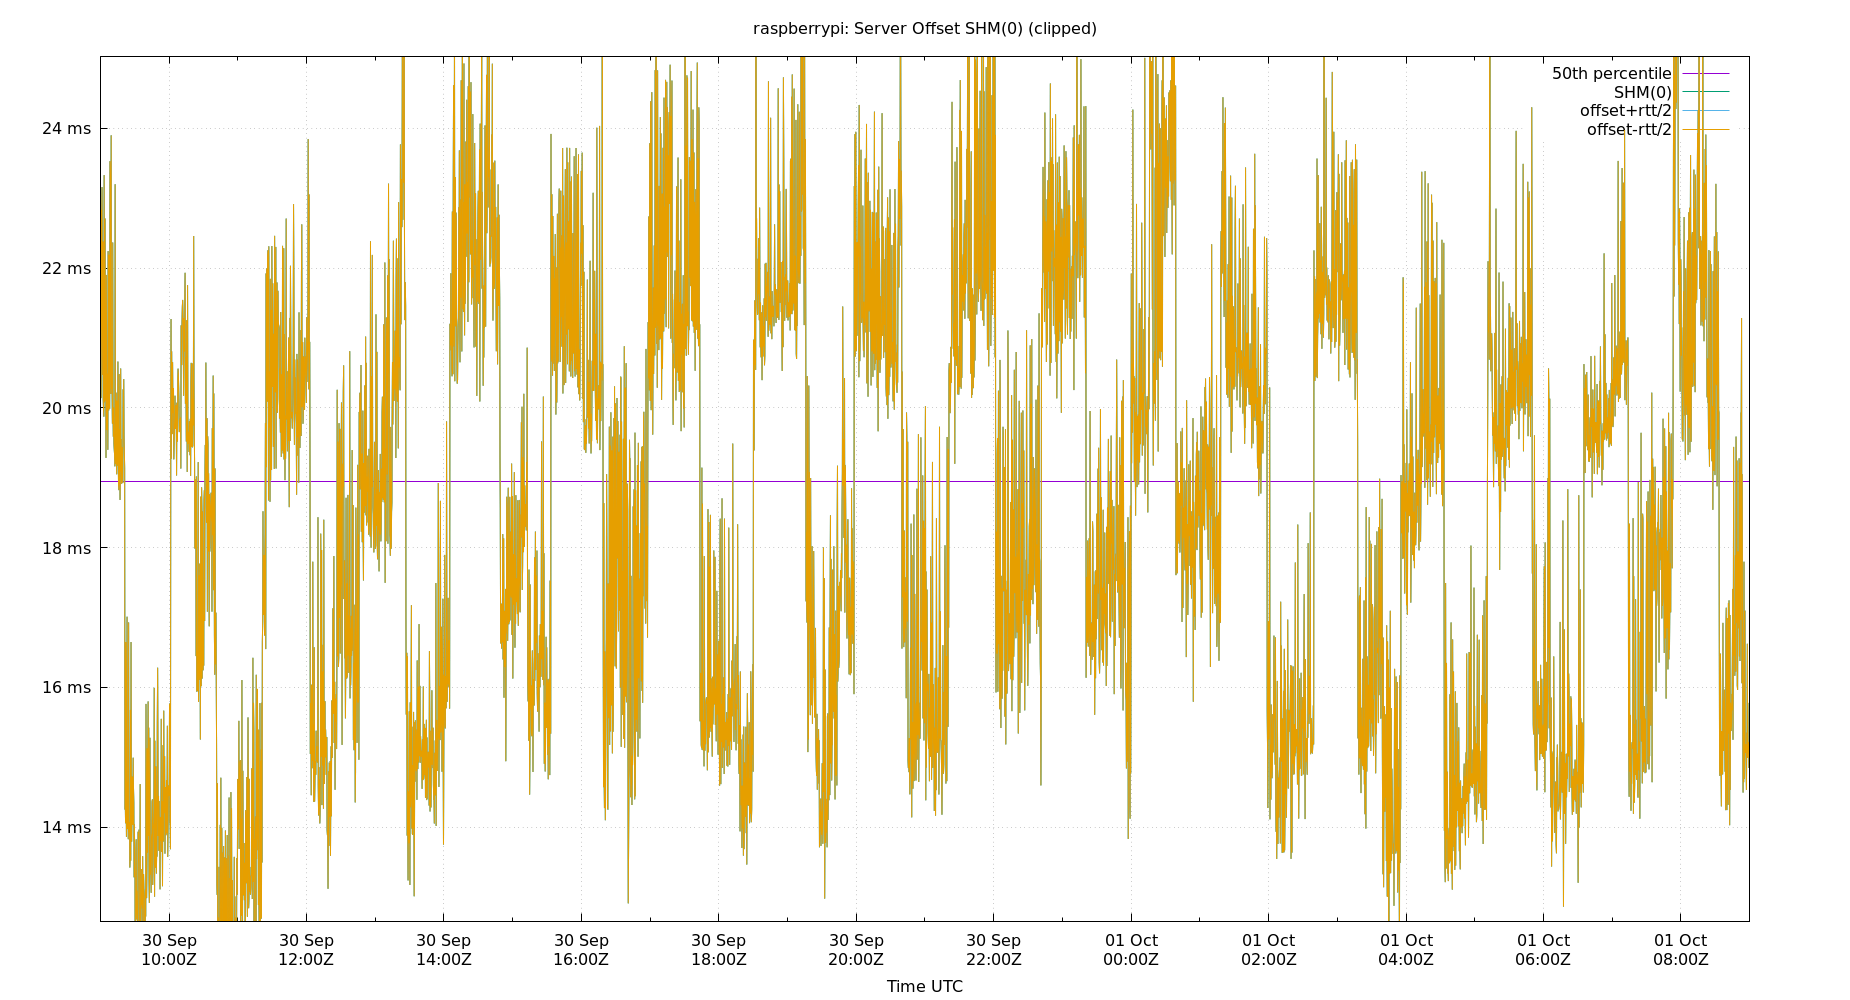 raspberrypi: Server Offset SHM(0) (clipped)
50th percentile
SHM(0)
offset+rtt/2
offset-rtt/2
24 ms
22 ms
20 ms
18 ms
16 ms
14 ms
30 Sep 30 Sep 30 Sep 30 Sep 30 Sep 30 Sep 30 Sep 01 Oct 01 Oct 01 Oct 01 Oct 01 Oct
10:00Z 12:00Z 14:00Z 16:00Z 18:00Z 20:00Z 22:00Z 00:00Z 02:00Z 04:00Z 06:00Z 08:00Z
Time UTC